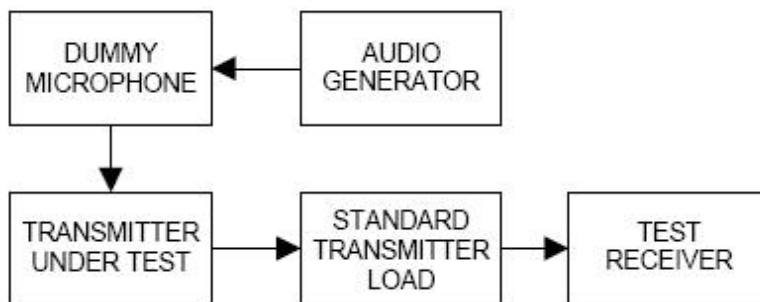 DUMMY
MICROPHONE
AUDIO
GENERATOR
TRANSMITTER
UNDER TEST
STANDARD
TRANSMITTER
LOAD
TEST
RECEIVER